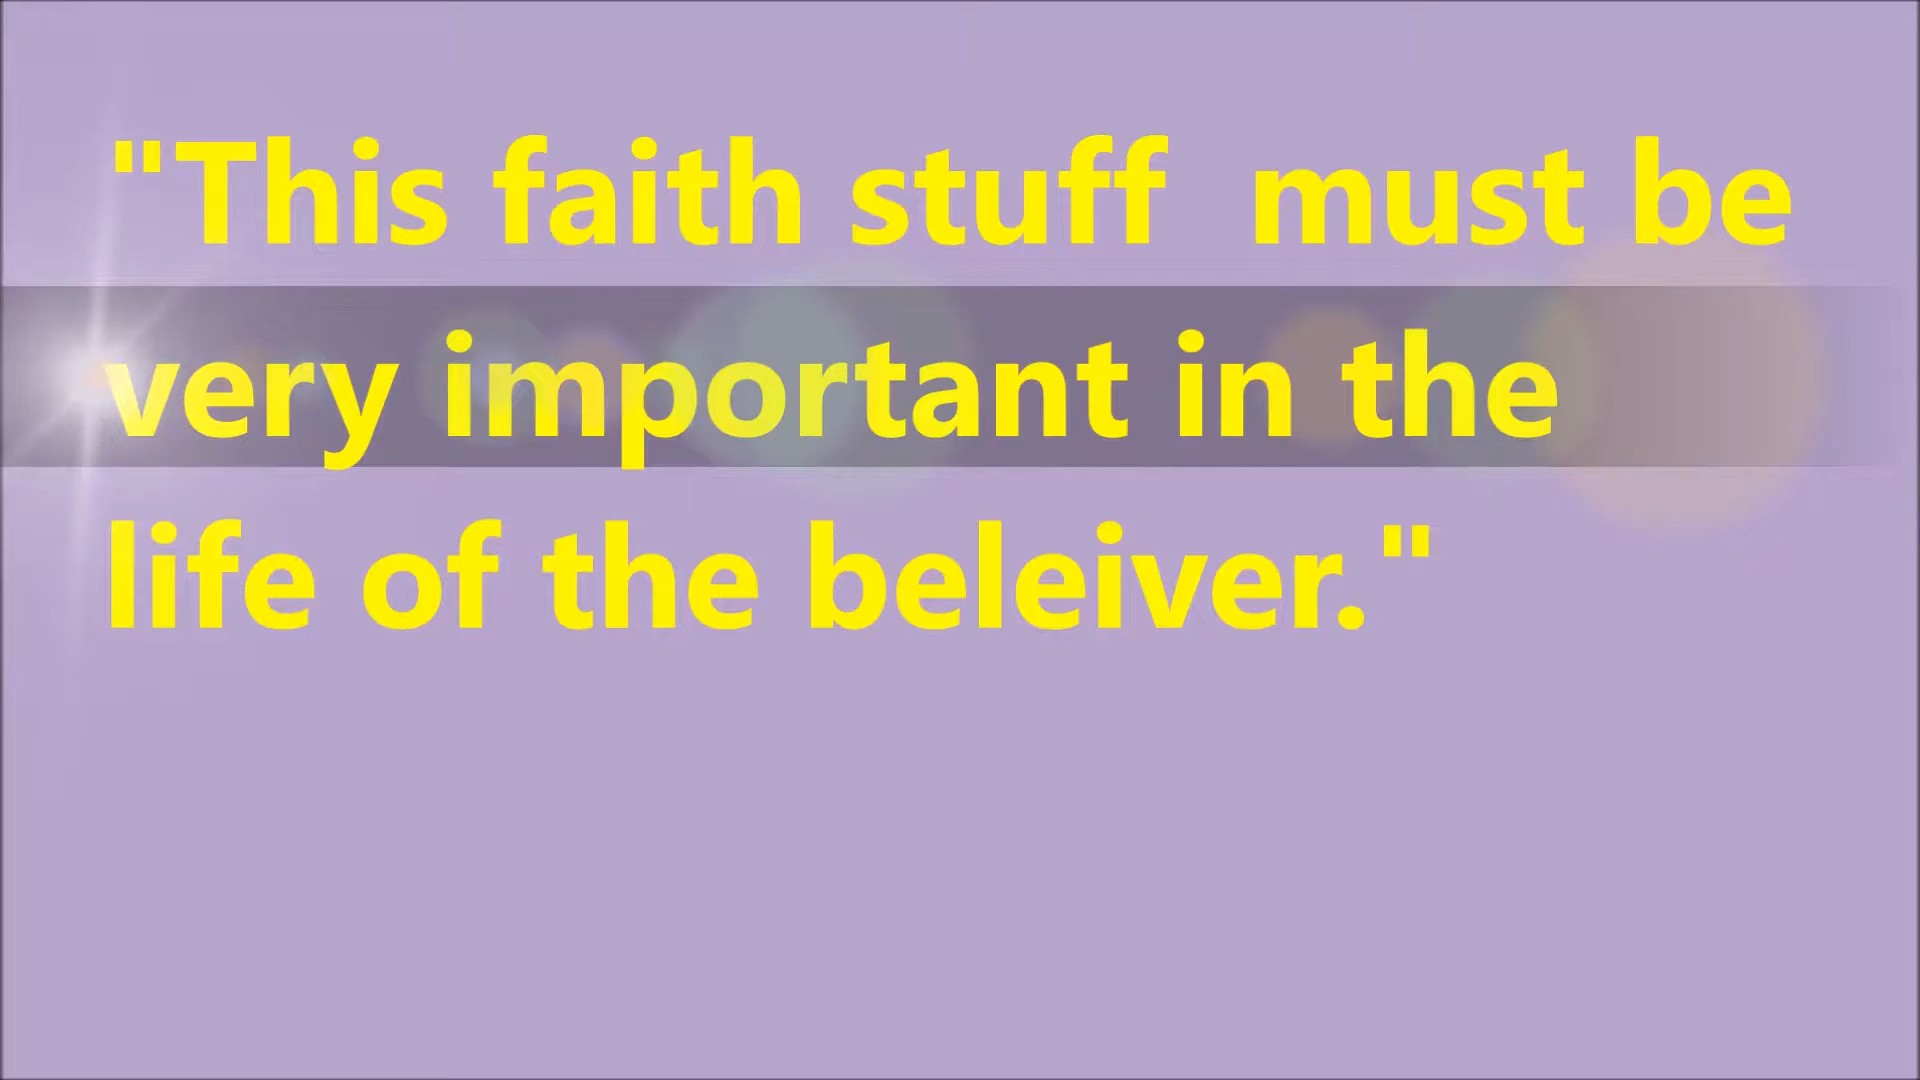 "This faith stuff  must be
very important in the
life of the beleiver."